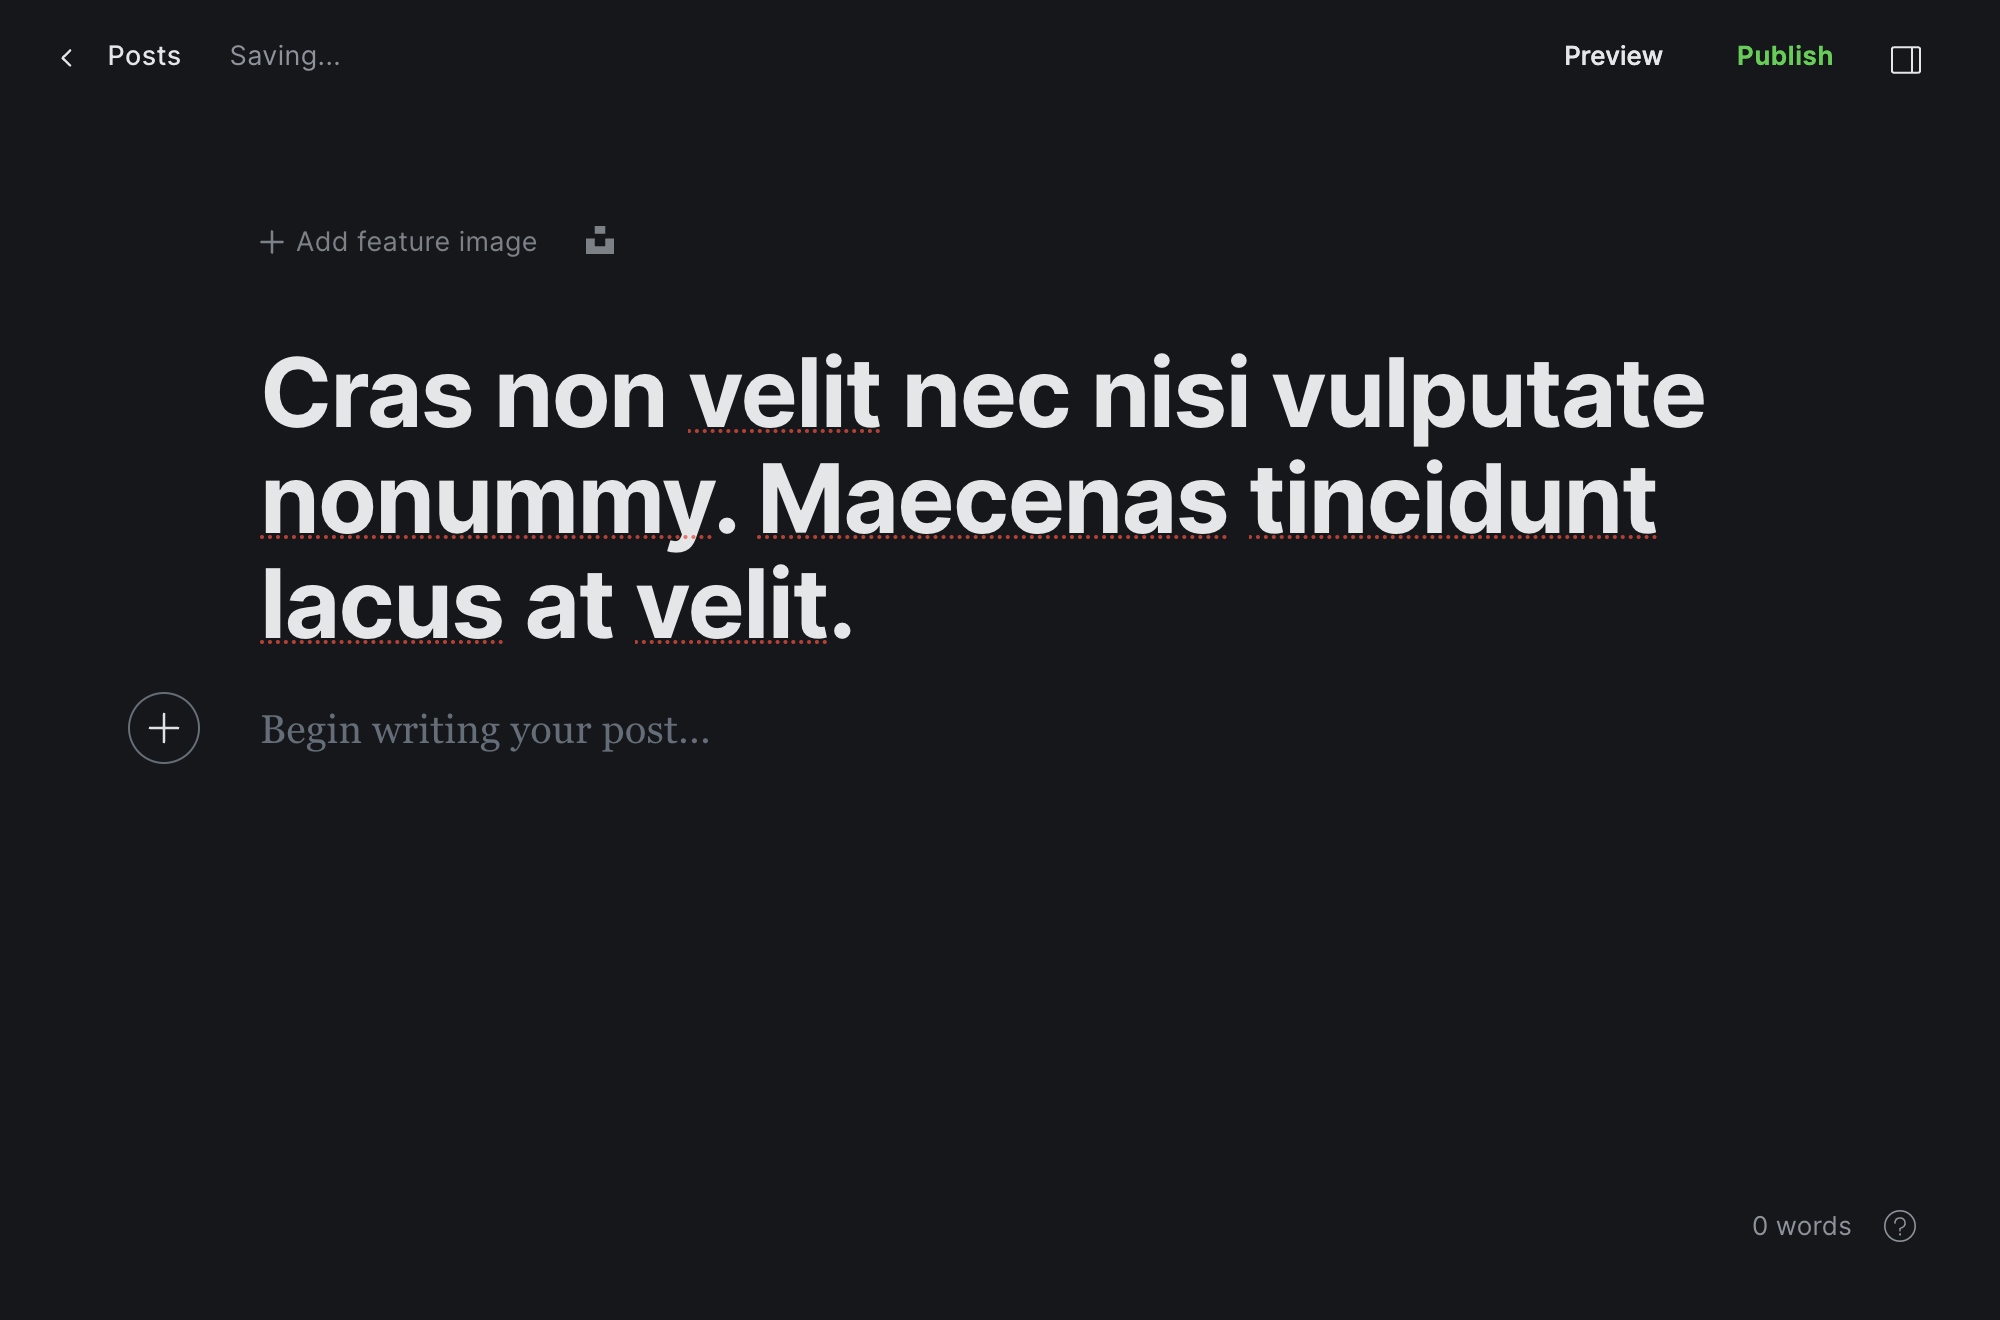 Posts Saving... Preview Publish
Add feature image
Cras non velit nec nisi vulputate
nonummy. Maecenas tincidunt
lacus at velit.
Begin writing your post...
0 words ?